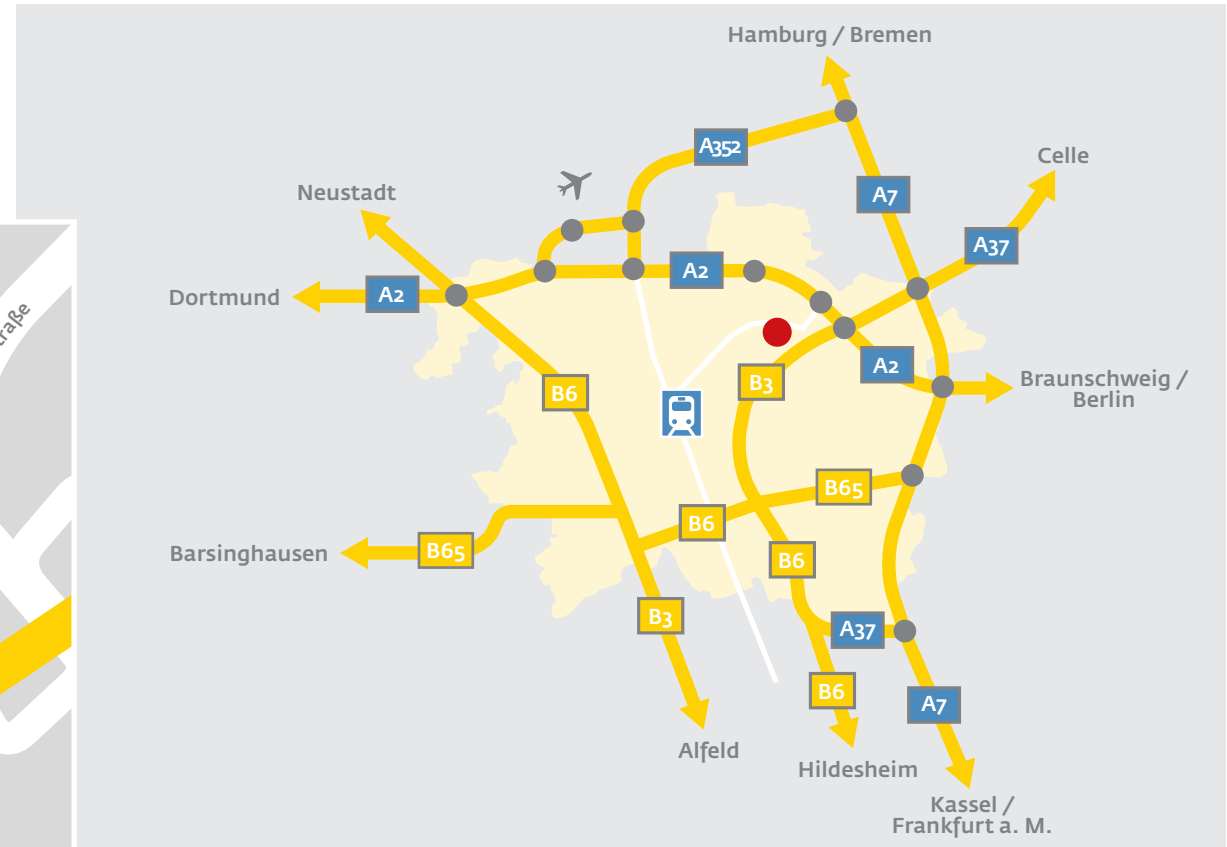 Hamburg / Bremen
A352
Celle
Neustadt
A7
A37
A2
Dortmund
A2
A2
B3
Braunschweig /
Berlin
B6
B65
B6
Barsinghausen
B65
B6
B3
A37
B6
A7
Alfeld
Hildesheim
Kassel /
Frankfurt a. M.